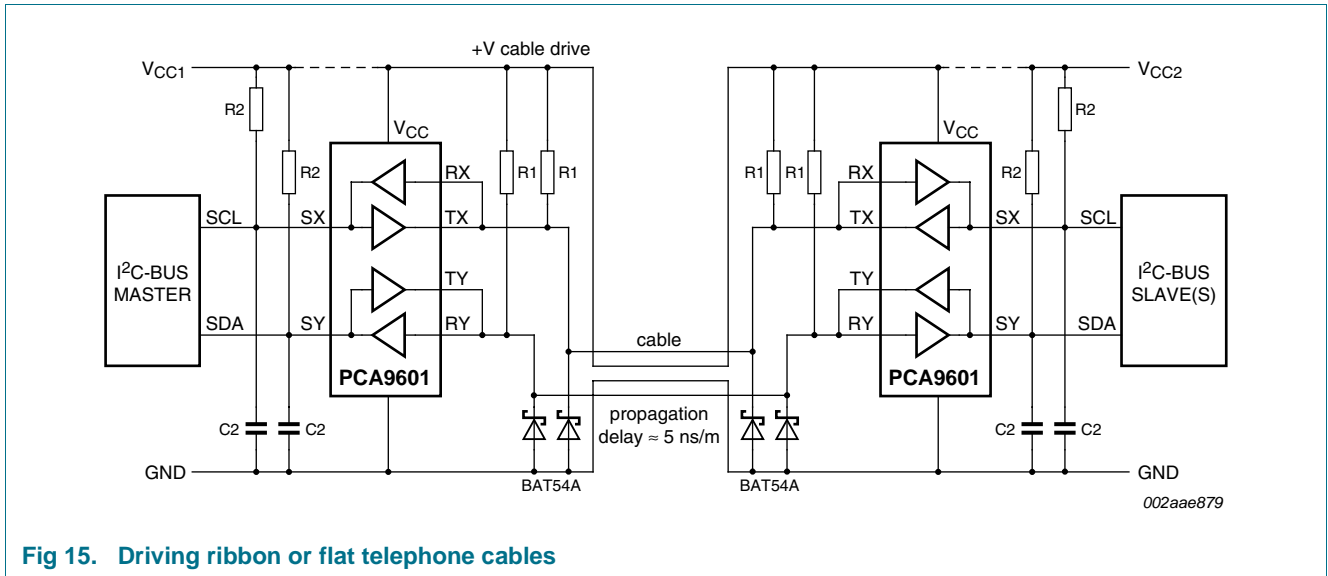 +V cable drive
VCC1
VCC2
R2
R2
VCC
R1
R1
RX
TX
SCL
SX
I²C-BUS
MASTER
TY
RY
SDA
SY
PCA9601
C2
C2
GND
BAT54A
cable
propagation
delay ≈ 5 ns/m
R1
R1
VCC
RX
TX
SX
SCL
R2
R2
TY
RY
SY
SDA
I²C-BUS
SLAVE(S)
PCA9601
C2
C2
BAT54A
GND
002aae879
Fig 15. Driving ribbon or flat telephone cables